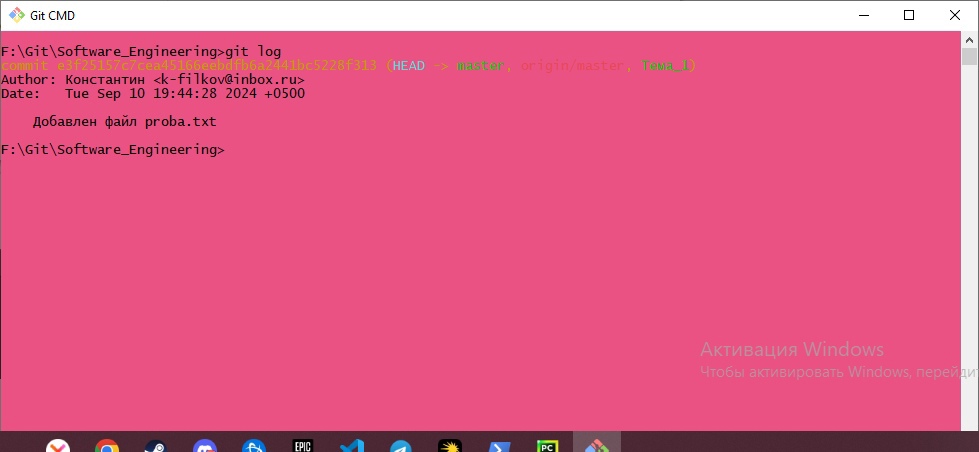 Git CMD
F:\Git\Software_Engineering>git log
commit e3f25157c7cea45166eebdfb6a2441bc5228f313 (HEAD -> master, origin/master, Тема_1)
Author: Константин <k-filkov@inbox.ru>
Date:   Tue Sep 10 19:44:28 2024 +0500
Добавлен файл proba.txt
F:\Git\Software_Engineering>
Активация Windows
Чтобы активировать Windows, перейдит
EPIC
PC